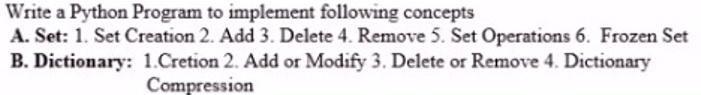 Write a Python Program to implement following concepts
A. Set: 1. Set Creation 2. Add 3. Delete 4. Remove 5. Set Operations 6. Frozen Set
B. Dictionary: 1.Cretion 2. Add or Modify 3. Delete or Remove 4. Dictionary
Compression